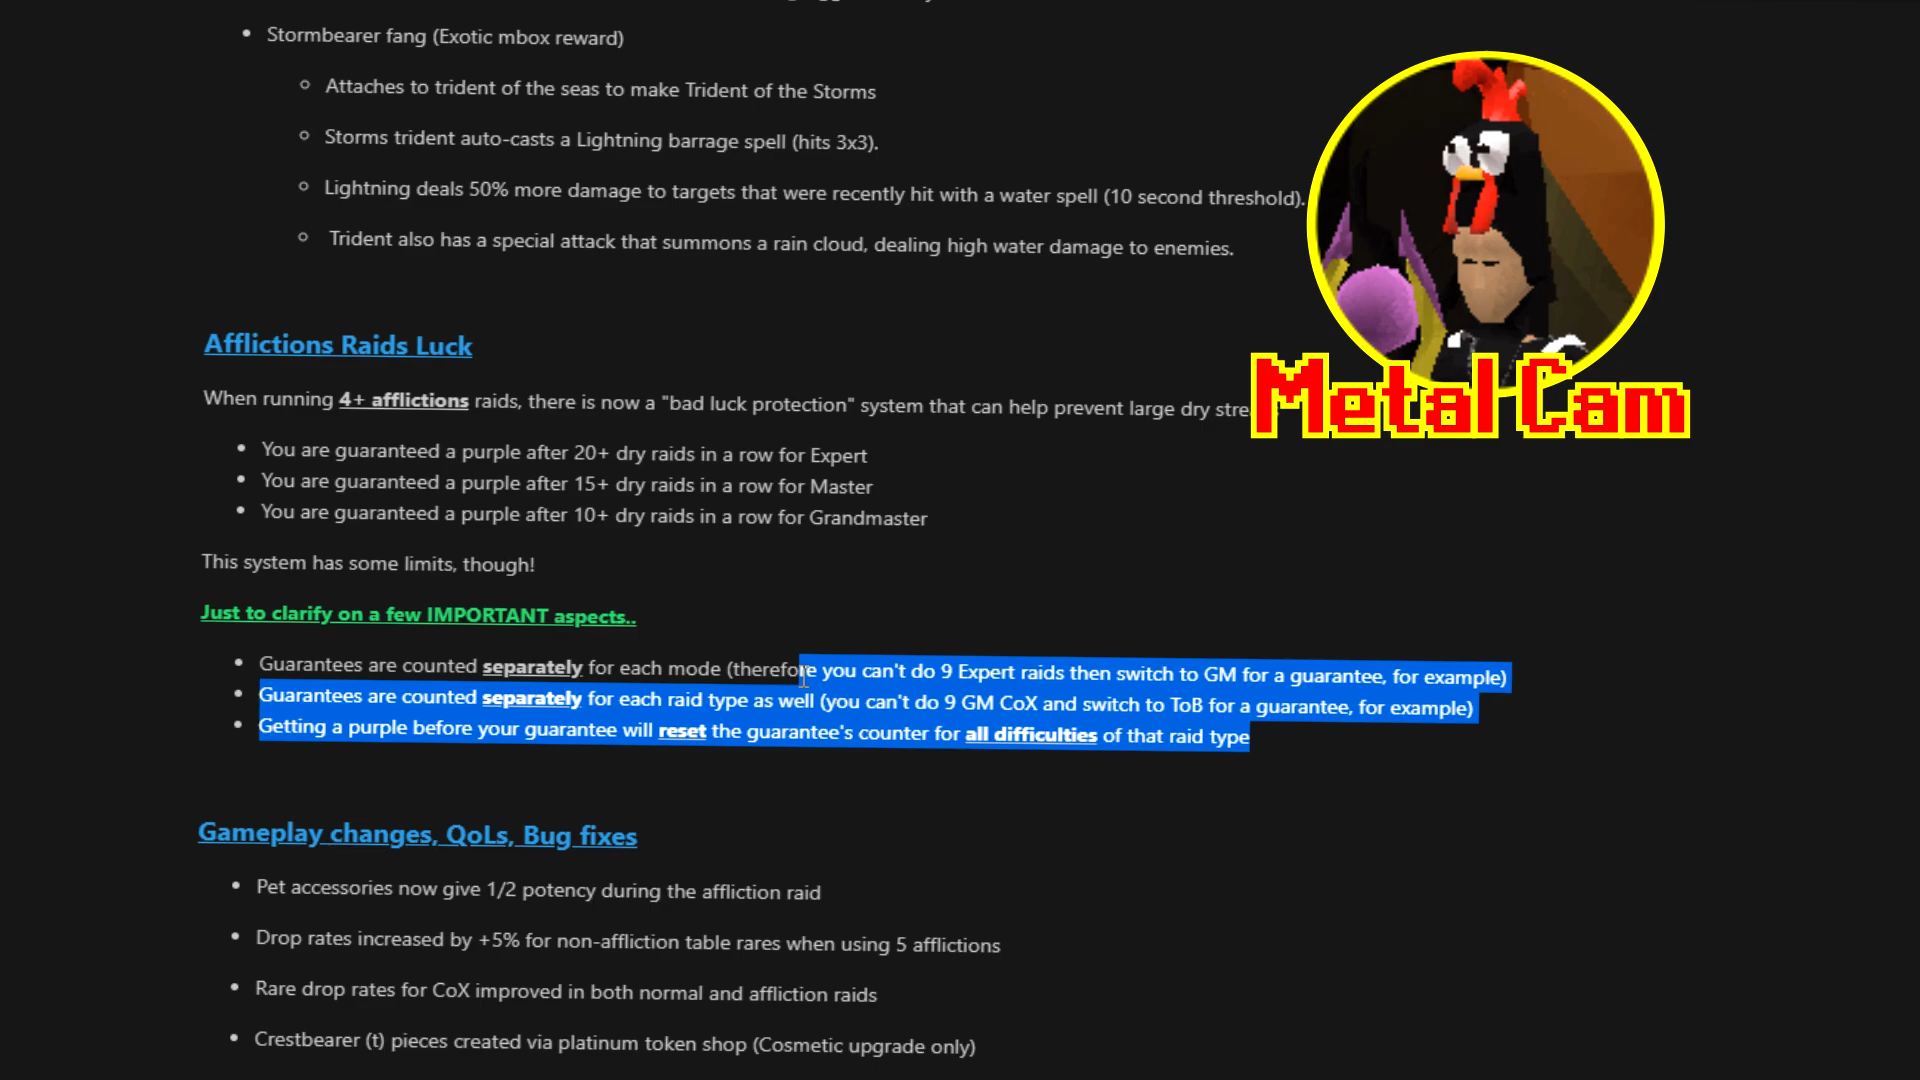 Stormbearer fang (Exotic mbox reward)
Attaches to trident of the seas to make Trident of the Storms
Storms trident auto-casts a Lightning barrage spell (hits 3x3).
Lightning deals 50% more damage to targets that were recently hit with a water spell (10 second threshold).
Trident also has a special attack that summons a rain cloud, dealing high water damage to enemies.
Afflictions Raids Luck
When running 4+ afflictions raids, there is now a "bad luck protection" system that can help prevent large dry
Metal Cam
You are guaranteed a purple after 20+ dry raids in a row for Expert
You are guaranteed a purple after 15+ dry raids in a row for Master
You are guaranteed a purple after 10+ dry raids in a row for Grandmaster
This system has some limits, though!
Just to clarify on a few IMPORTANT aspects..
Guarantees are counted separately for each mode (therefore you can't do 9 Expert raids then switch to GM for a guarantee, for example)
Guarantees are counted separately for each raid type as well (you can't do 9 GM CoX and switch to ToB for a guarantee, for example)
Getting a purple before your guarantee will reset the guarantee's counter for all difficulties of that raid type
Gameplay changes, QoLs, Bug fixes
Pet accessories now give 1/2 potency during the affliction raid
Drop rates increased by +5% for non-affliction table rares when using 5 afflictions
Rare drop rates for CoX improved in both normal and affliction raids
Crestbearer (t) pieces created via platinum token shop (Cosmetic upgrade only)